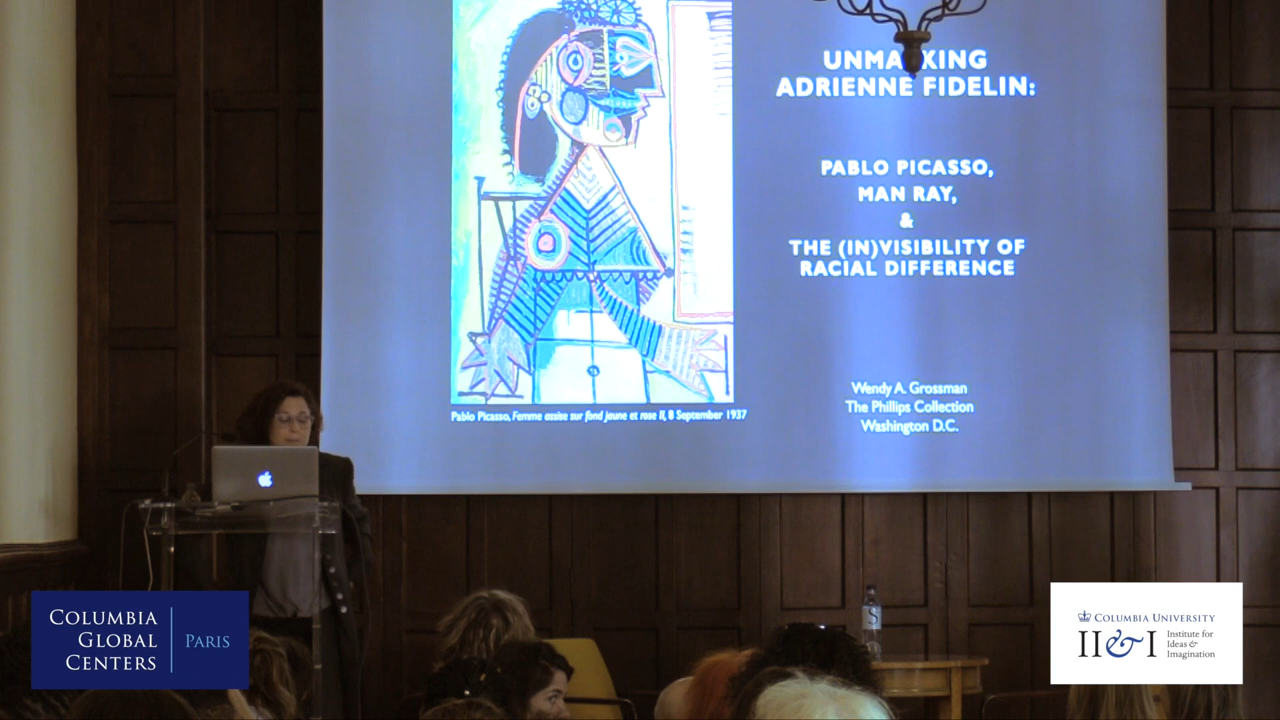 UNMASKING
ADRIENNE FIDELIN:
PABLO PICASSO,
MAN RAY,
&
THE (IN)VISIBILITY OF
RACIAL DIFFERENCE
Wendy A. Grossman
The Phillips Collection
Washington D.C.
Pablo Picasso, Femme assise sur fond jaune et rose II, 8 September 1937
COLUMBIA
GLOBAL
CENTERS
PARIS
COLUMBIA UNIVERSITY
II&I
Institute for
Ideas &
Imagination